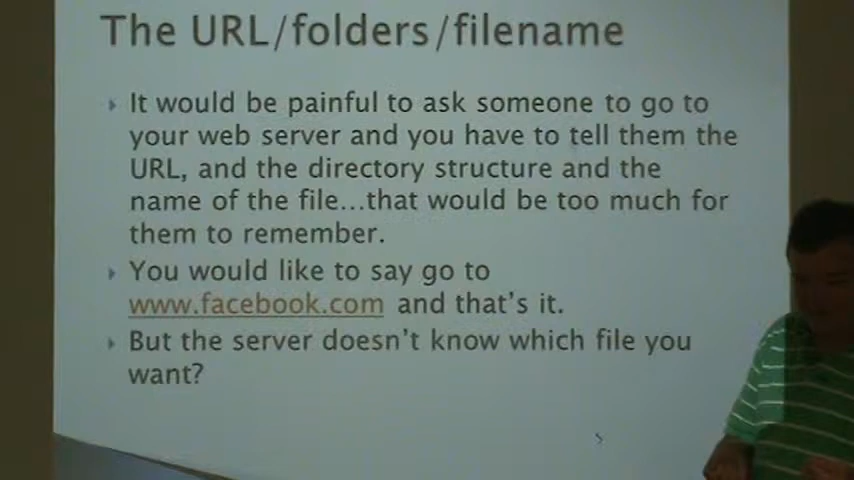 The URL/folders/filename
It would be painful to ask someone to go to
your web server and you have to tell them the
URL, and the directory structure and the
name of the file...that would be too much for
them to remember.
You would like to say go to
www.facebook.com and that's it.
But the server doesn't know which file you
want?